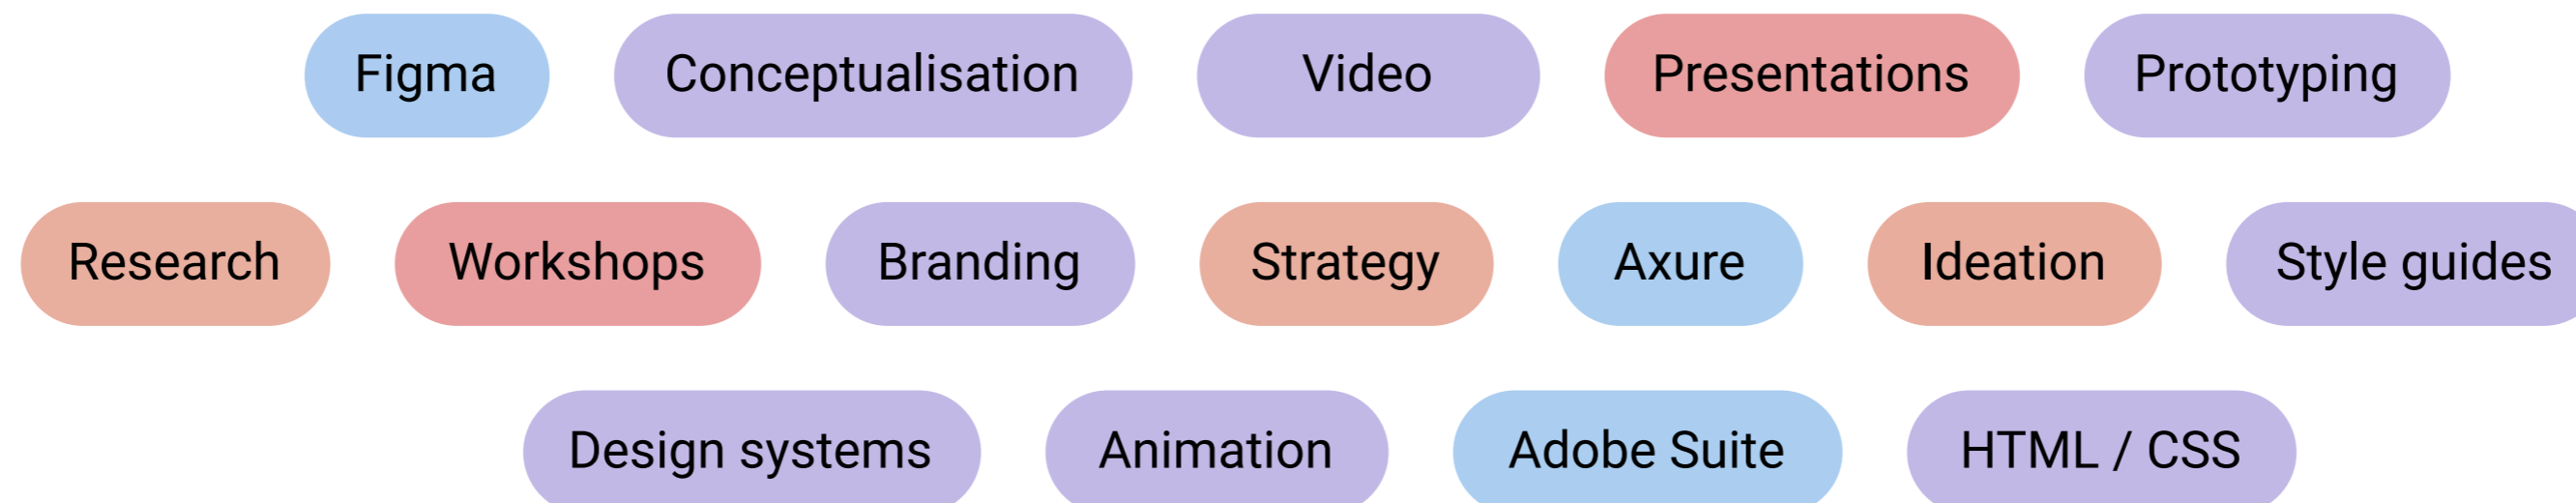 Figma Conceptualisation Video Presentations Prototyping
Research Workshops Branding Strategy Axure Ideation Style guides
Design systems Animation Adobe Suite HTML / CSS